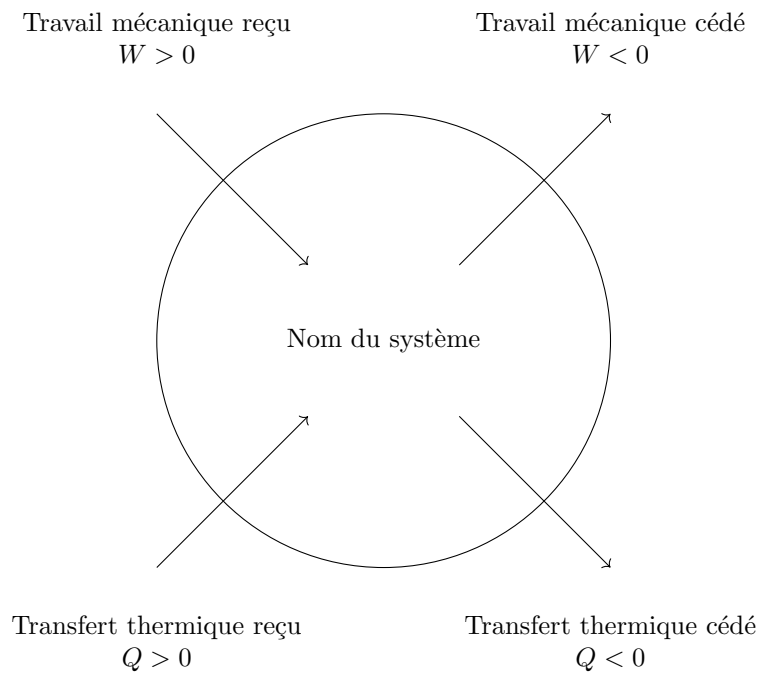 Travail mécanique reçu
W > 0
Travail mécanique cédé
W < 0
Nom du système
Transfert thermique reçu
Q > 0
Transfert thermique cédé
Q < 0